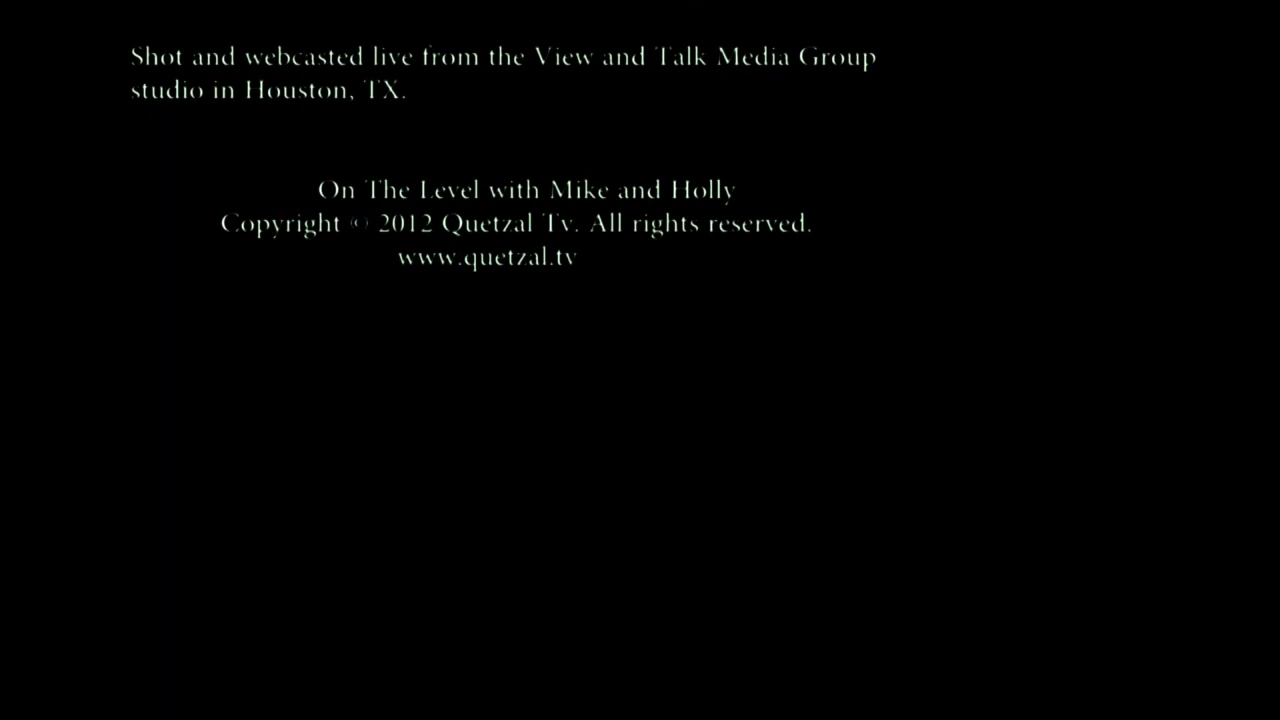 Shot and webcasted live from the View and Talk Media Group
studio in Houston, TX.
On The Level with Mike and Holly
Copyright © 2012 Quetzal Tv. All rights reserved.
www.quetzal.tv